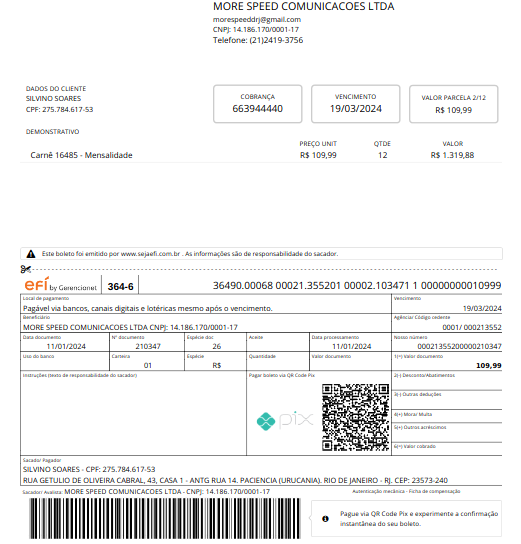 MORE SPEED COMUNICACOES LTDA
morespeeddrj@gmail.com
CNPJ: 14.186.170/0001-17
Telefone: (21)2419-3756
DADOS DO CLIENTE
SILVINO SOARES
CPF: 275.784.617-53
COBRANÇA
663944440
VENCIMENTO
19/03/2024
VALOR PARCELA 2/12
R$ 109,99
DEMONSTRATIVO
PREÇO UNIT QTDE VALOR
Carnê 16485 - Mensalidade R$ 109,99 12 R$ 1.319,88
Este boleto foi emitido por www.sejaefi.com.br . As informações são de responsabilidade do sacador.
efí by Gerencianet 364-6 36490.00068 00021.355201 00002.103471 1 00000000010999
Local de pagamento Vencimento
Pagável via bancos, canais digitais e lotéricas mesmo após o vencimento. 19/03/2024
Beneficiário Agência/ Código cedente
MORE SPEED COMUNICACOES LTDA CNPJ: 14.186.170/0001-17 0001/ 000213552
Data documento Nº documento Espécie doc Aceite Data processamento Nosso número
11/01/2024 210347 26 11/01/2024 00021355200000210347
Uso do banco Carteira Espécie Quantidade Valor documento 1(=) Valor documento
01 R$ 109,99
Instruções (texto de responsabilidade do sacador) Pagar boleto via QR Code Pix 2(-) Desconto/Abatimentos
3(-) Outras deduções
pix
4(+) Mora/ Multa
5(+) Outros acréscimos
6(=) Valor cobrado
Sacado/ Pagador
SILVINO SOARES - CPF: 275.784.617-53
RUA GETULIO DE OLIVEIRA CABRAL, 43, CASA 1 - ANTG RUA 14, PACIENCIA (URUCANIA). RIO DE JANEIRO - RJ. CEP: 23573-240
Sacador/ Avalista: MORE SPEED COMUNICACOES LTDA - CNPJ: 14.186.170/0001-17 Autenticação mecânica - Ficha de compensação
Pague via QR Code Pix e experimente a confirmação
instantânea do seu boleto.